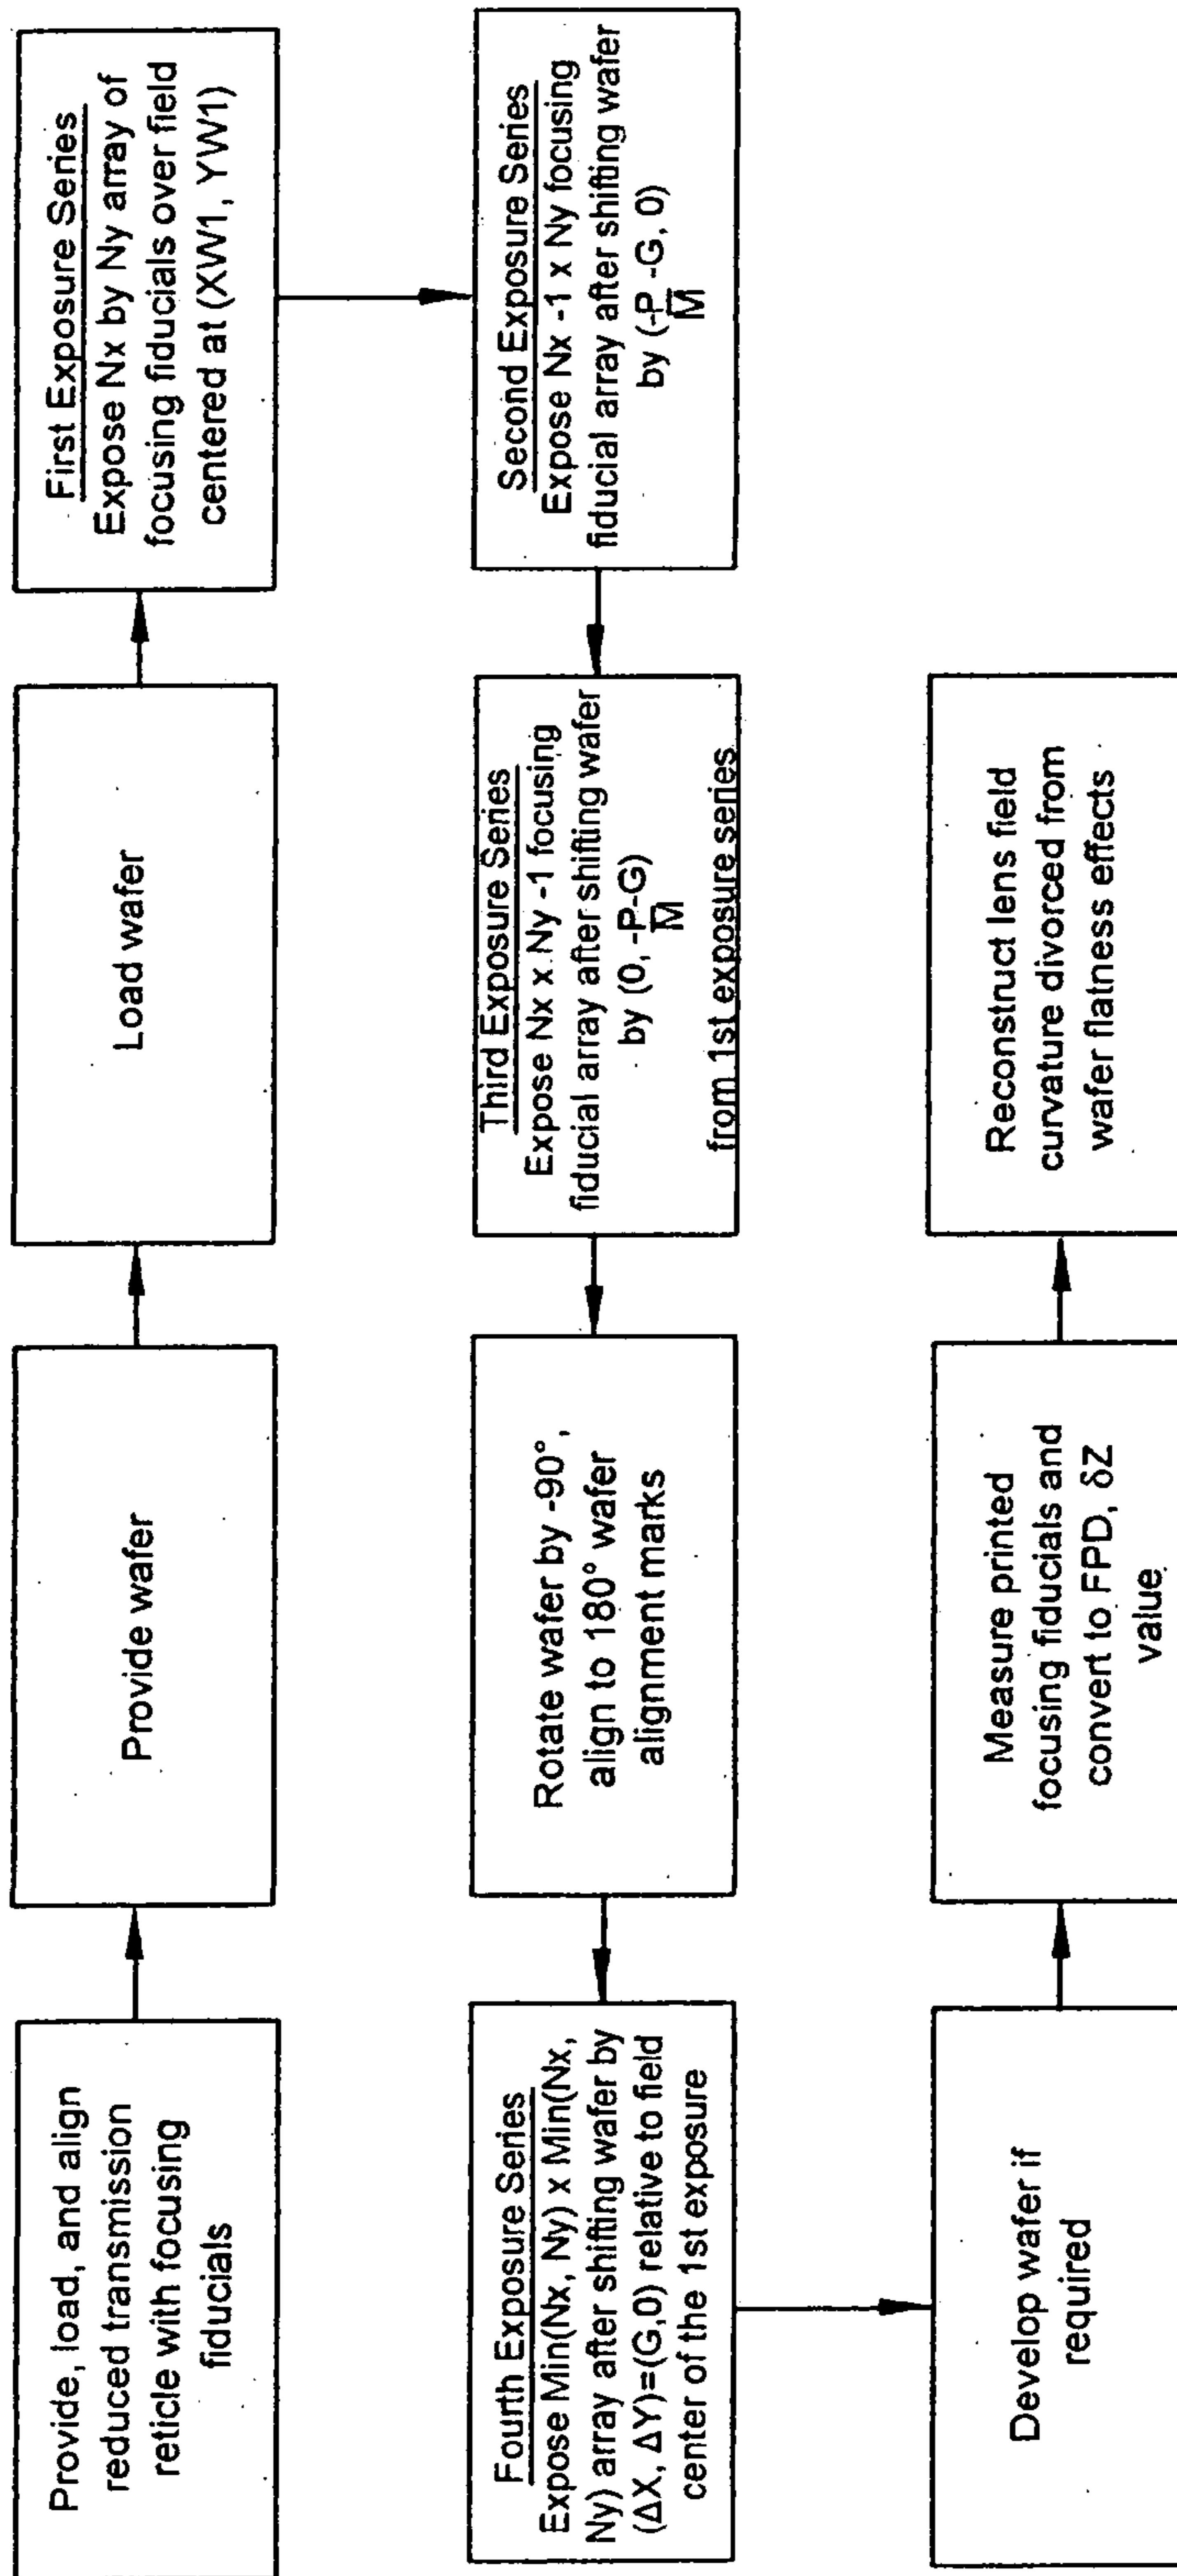 Provide, load, and align
reduced transmission
reticle with focusing
fiducials
Provide wafer
Load wafer
First Exposure Series
Expose Nx by Ny array of
focusing fiducials over field
centered at (XW1, YW1)
Second Exposure Series
Expose Nx -1 x Ny focusing
fiducial array after shifting wafer
by (-P -G, 0)
M
Third Exposure Series
Expose Nx x Ny -1 focusing
fiducial array after shifting wafer
by (0, -P-G)
M
from 1st exposure series
Rotate wafer by -90°,
align to 180° wafer
alignment marks
Fourth Exposure Series
Expose Min(Nx, Ny) x Min(Nx,
Ny) array after shifting wafer by
(ΔX, ΔY)=(G,0) relative to field
center of the 1st exposure
Develop wafer if
required
Measure printed
focusing fiducials and
convert to FPD, δZ
value
Reconstruct lens field
curvature divorced from
wafer flatness effects